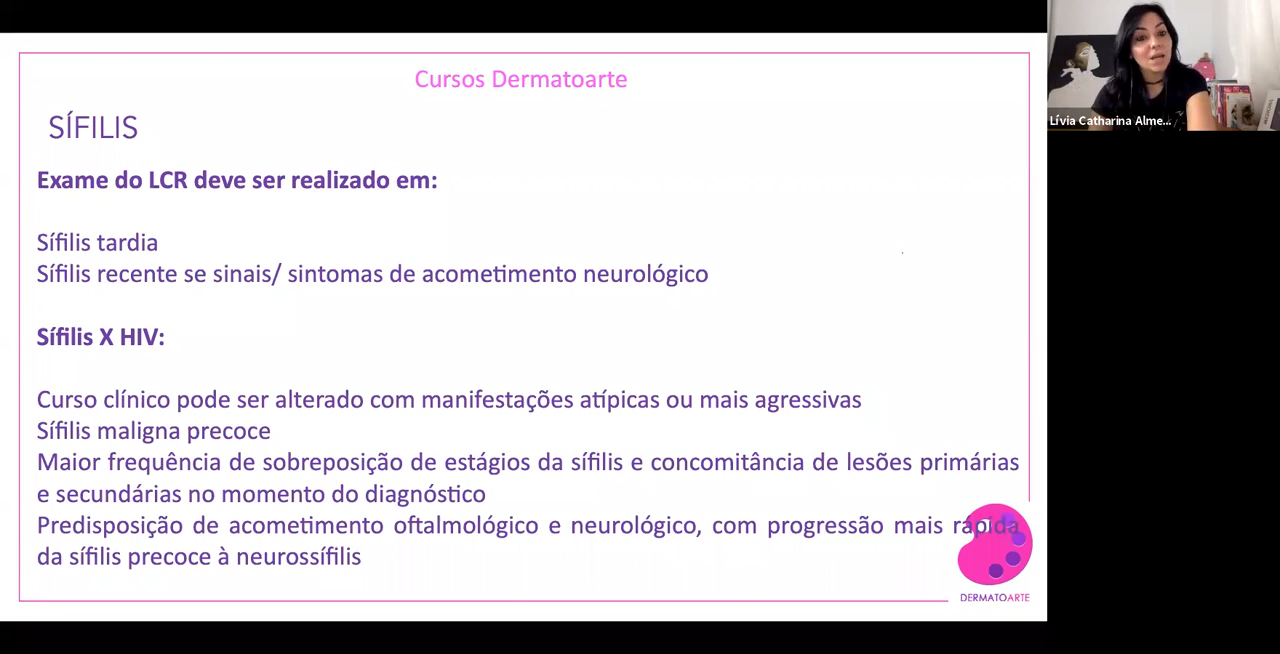 Cursos Dermatoarte
SÍFILIS
Exame do LCR deve ser realizado em:
Sífilis tardia
Sífilis recente se sinais/ sintomas de acometimento neurológico
Sífilis X HIV:
Curso clínico pode ser alterado com manifestações atípicas ou mais agressivas
Sífilis maligna precoce
Maior frequência de sobreposição de estágios da sífilis e concomitância de lesões primárias
e secundárias no momento do diagnóstico
Predisposição de acometimento oftalmológico e neurológico, com progressão mais rápida
da sífilis precoce à neurossífilis
DERMATOARTE
Lívia Catharina Alme...